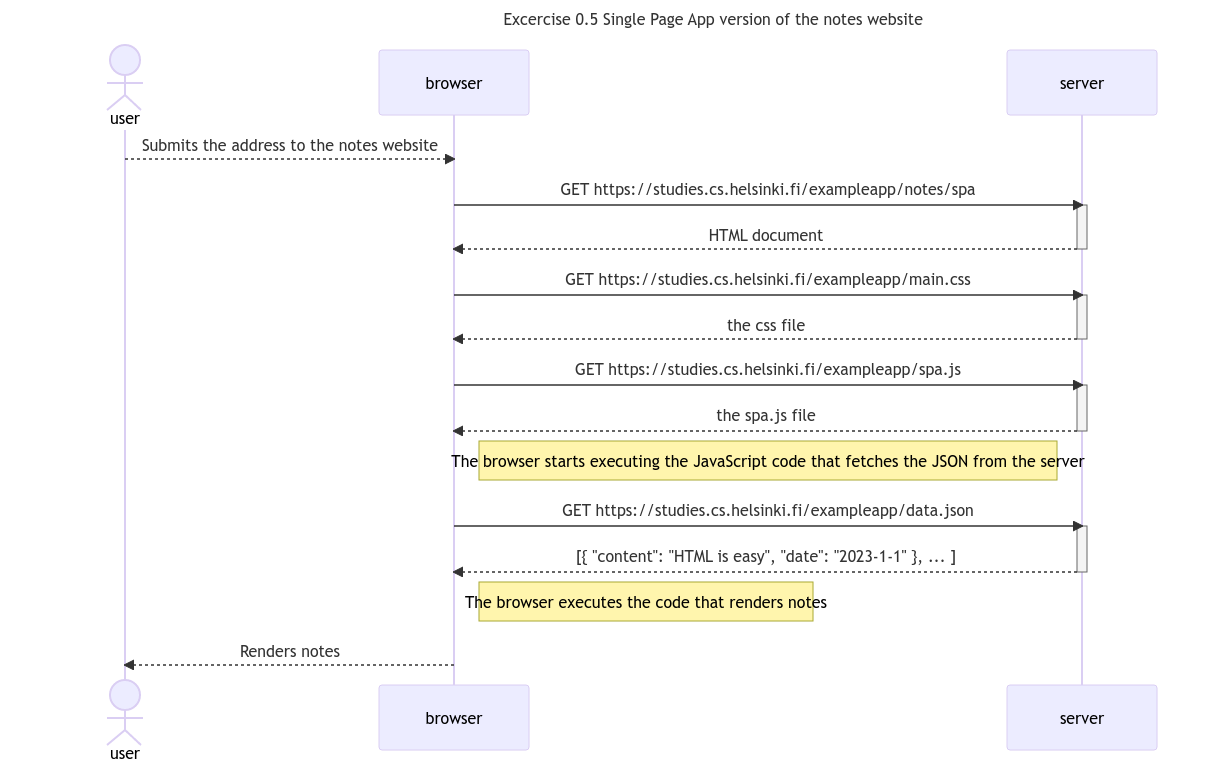 Excercise 0.5 Single Page App version of the notes website
user
browser
server
Submits the address to the notes website
GET https://studies.cs.helsinki.fi/exampleapp/notes/spa
HTML document
GET https://studies.cs.helsinki.fi/exampleapp/main.css
the css file
GET https://studies.cs.helsinki.fi/exampleapp/spa.js
the spa.js file
The browser starts executing the JavaScript code that fetches the JSON from the server
GET https://studies.cs.helsinki.fi/exampleapp/data.json
[{ "content": "HTML is easy", "date": "2023-1-1" }, ... ]
The browser executes the code that renders notes
Renders notes
user
browser
server